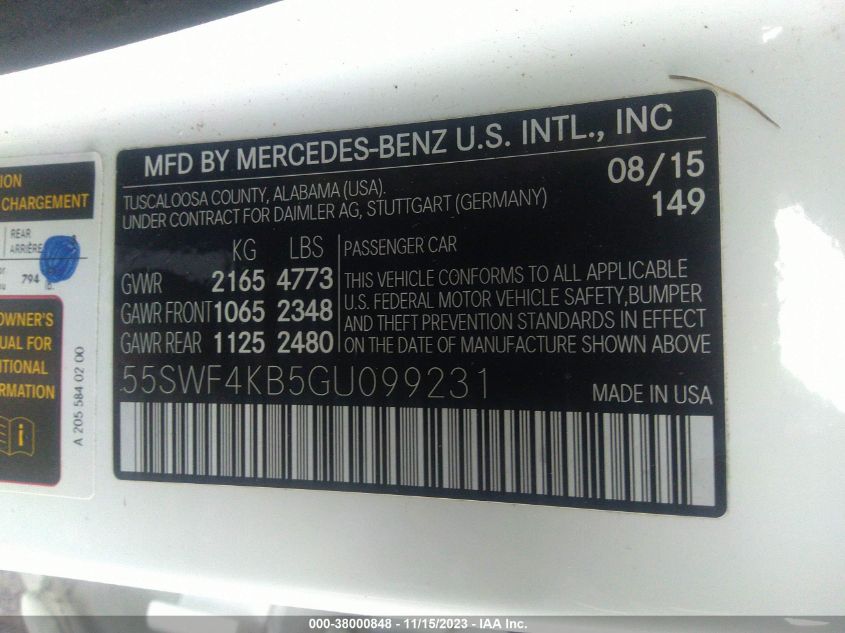 ION
CHARGEMENT
REAR
ARRIÈRE
794
OWNER'S
UAL FOR
ITIONAL
ATION
A 205 584 02 00
MFD BY MERCEDES-BENZ U.S. INTL., INC
TUSCALOOSA COUNTY, ALABAMA (USA).
UNDER CONTRACT FOR DAIMLER AG, STUTTGART (GERMANY)
08/15
149
KG LBS
GVWR 2165 4773
GAWR FRONT 1065 2348
GAWR REAR 1125 2480
PASSENGER CAR
THIS VEHICLE CONFORMS TO ALL APPLICABLE
U.S. FEDERAL MOTOR VEHICLE SAFETY, BUMPER
AND THEFT PREVENTION STANDARDS IN EFFECT
ON THE DATE OF MANUFACTURE SHOWN ABOVE
55SWF4KB5GU099231
MADE IN USA
000-38000848 - 11/15/2023 - IAA Inc.